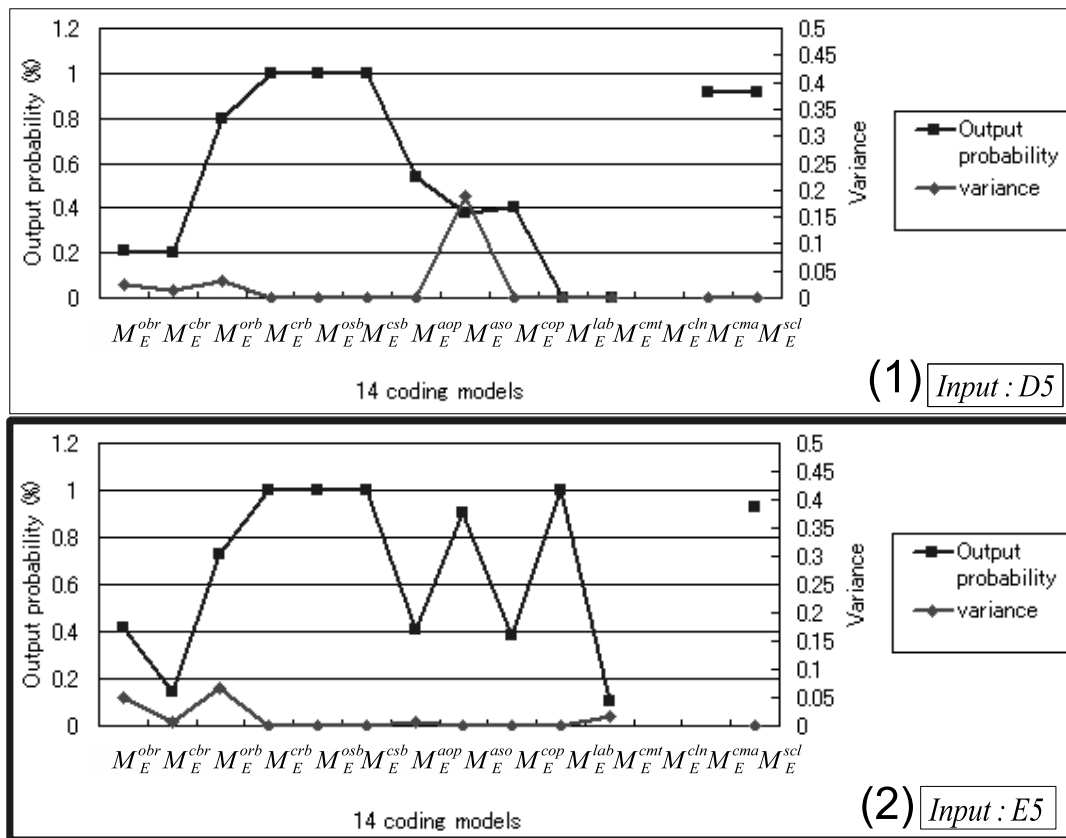 1.2
1
0.8
0.6
0.4
0.2
0
Output probability (%)
0.5
0.45
0.4
0.35
0.3
0.25
0.2
0.15
0.1
0.05
0
Variance
Output
probability
variance
M_E^{obr} M_E^{cbr} M_E^{orb} M_E^{crb} M_E^{osb} M_E^{csb} M_E^{aop} M_E^{aso} M_E^{cop} M_E^{lab} M_E^{cmt} M_E^{cln} M_E^{cma} M_E^{scl}
14 coding models
(1) Input : D5
1.2
1
0.8
0.6
0.4
0.2
0
Output probability (%)
0.5
0.45
0.4
0.35
0.3
0.25
0.2
0.15
0.1
0.05
0
Variance
Output
probability
variance
M_E^{obr} M_E^{cbr} M_E^{orb} M_E^{crb} M_E^{osb} M_E^{csb} M_E^{aop} M_E^{aso} M_E^{cop} M_E^{lab} M_E^{cmt} M_E^{cln} M_E^{cma} M_E^{scl}
14 coding models
(2) Input : E5